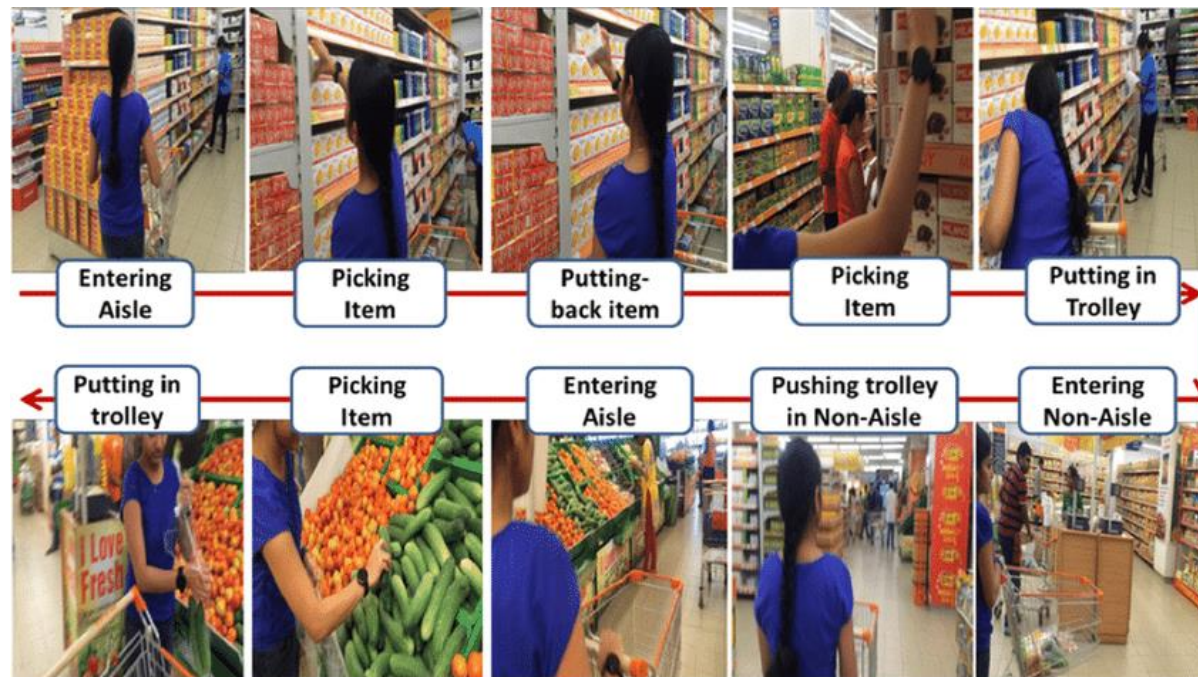 Entering
Aisle
Picking
Item
Putting-
back item
Picking
Item
Putting in
Trolley
Putting in
trolley
Picking
Item
Entering
Aisle
Pushing trolley
in Non-Aisle
Entering
Non-Aisle
I Love
Fresh